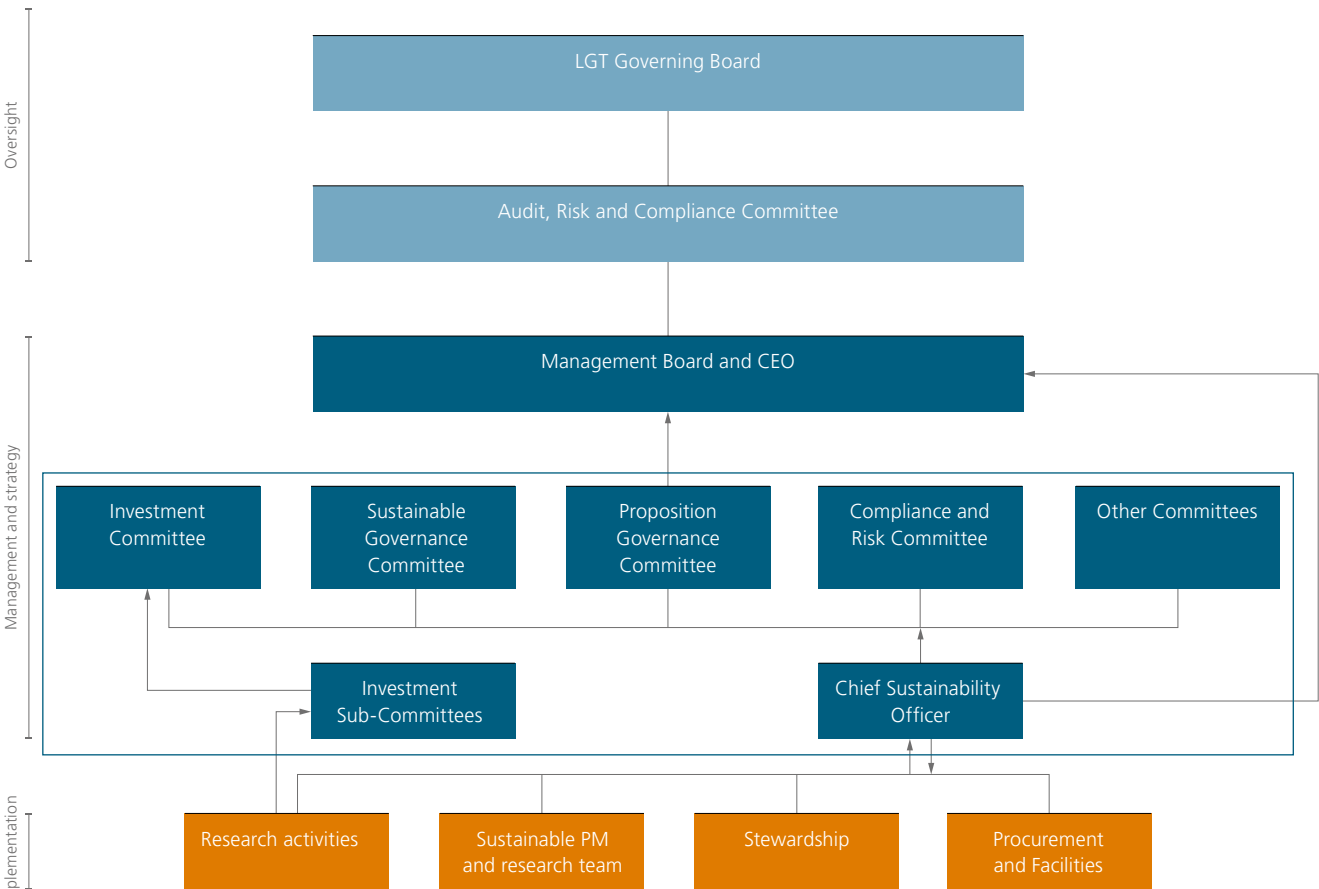 Oversight
LGT Governing Board
Audit, Risk and Compliance Committee
Management and strategy
Management Board and CEO
Investment
Committee
Sustainable
Governance
Committee
Proposition
Governance
Committee
Compliance and
Risk Committee
Other Committees
Investment
Sub-Committees
Chief Sustainability
Officer
plementation
Research activities
Sustainable PM
and research team
Stewardship
Procurement
and Facilities